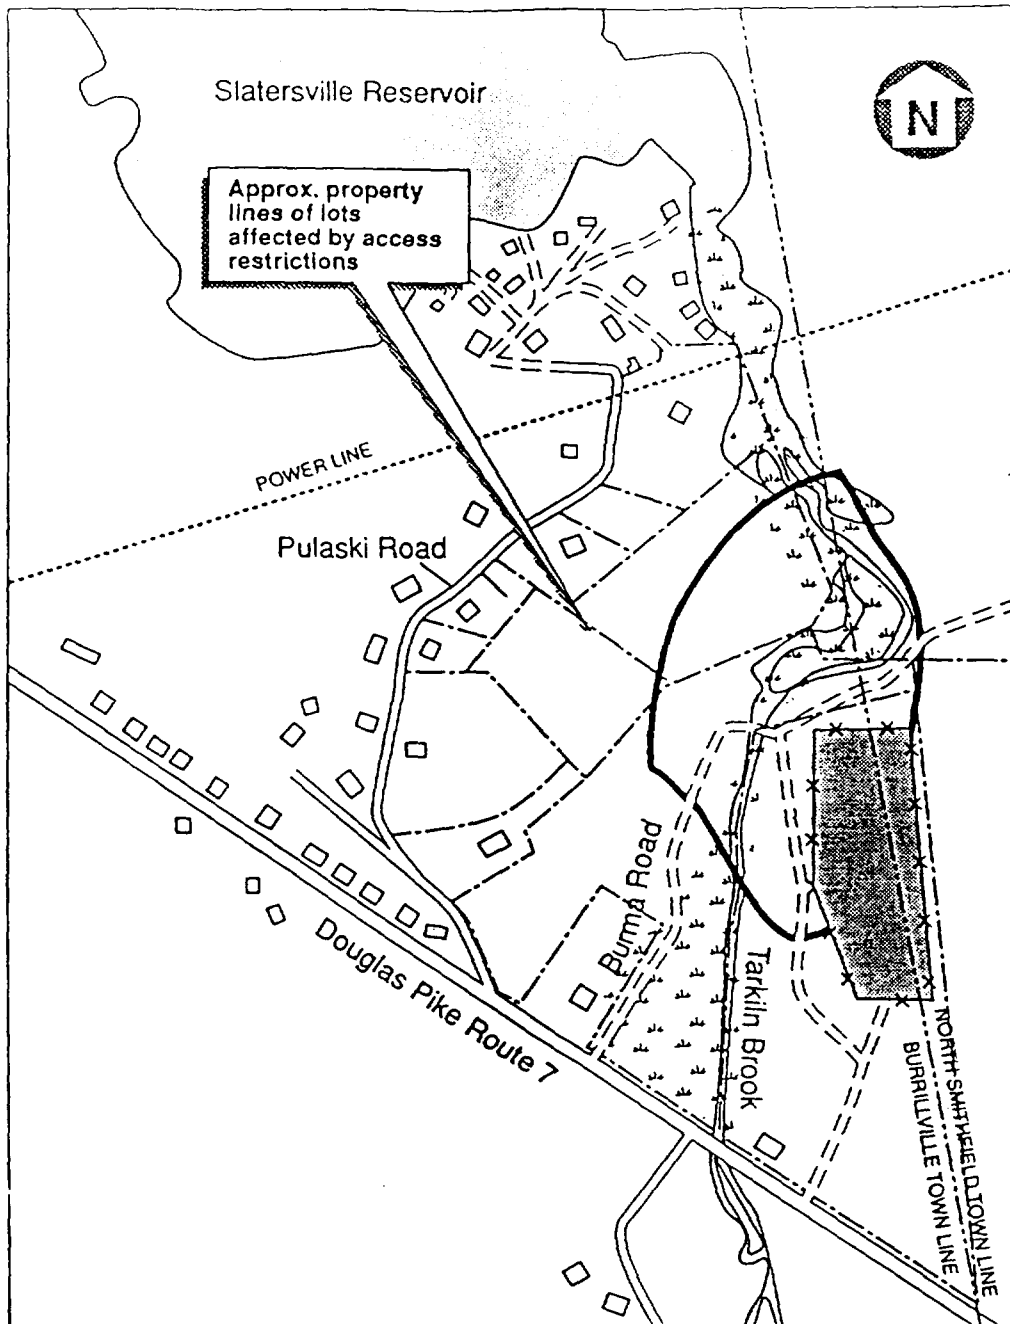 Slatersville Reservoir
N
Approx. property
lines of lots
affected by access
restrictions
POWER LINE
Pulaski Road
Burma Road
Tarkiln Brook
Douglas Pike Route 7
NORTH SMITHFIELD TOWN LINE
BURRILLVILLE TOWN LINE